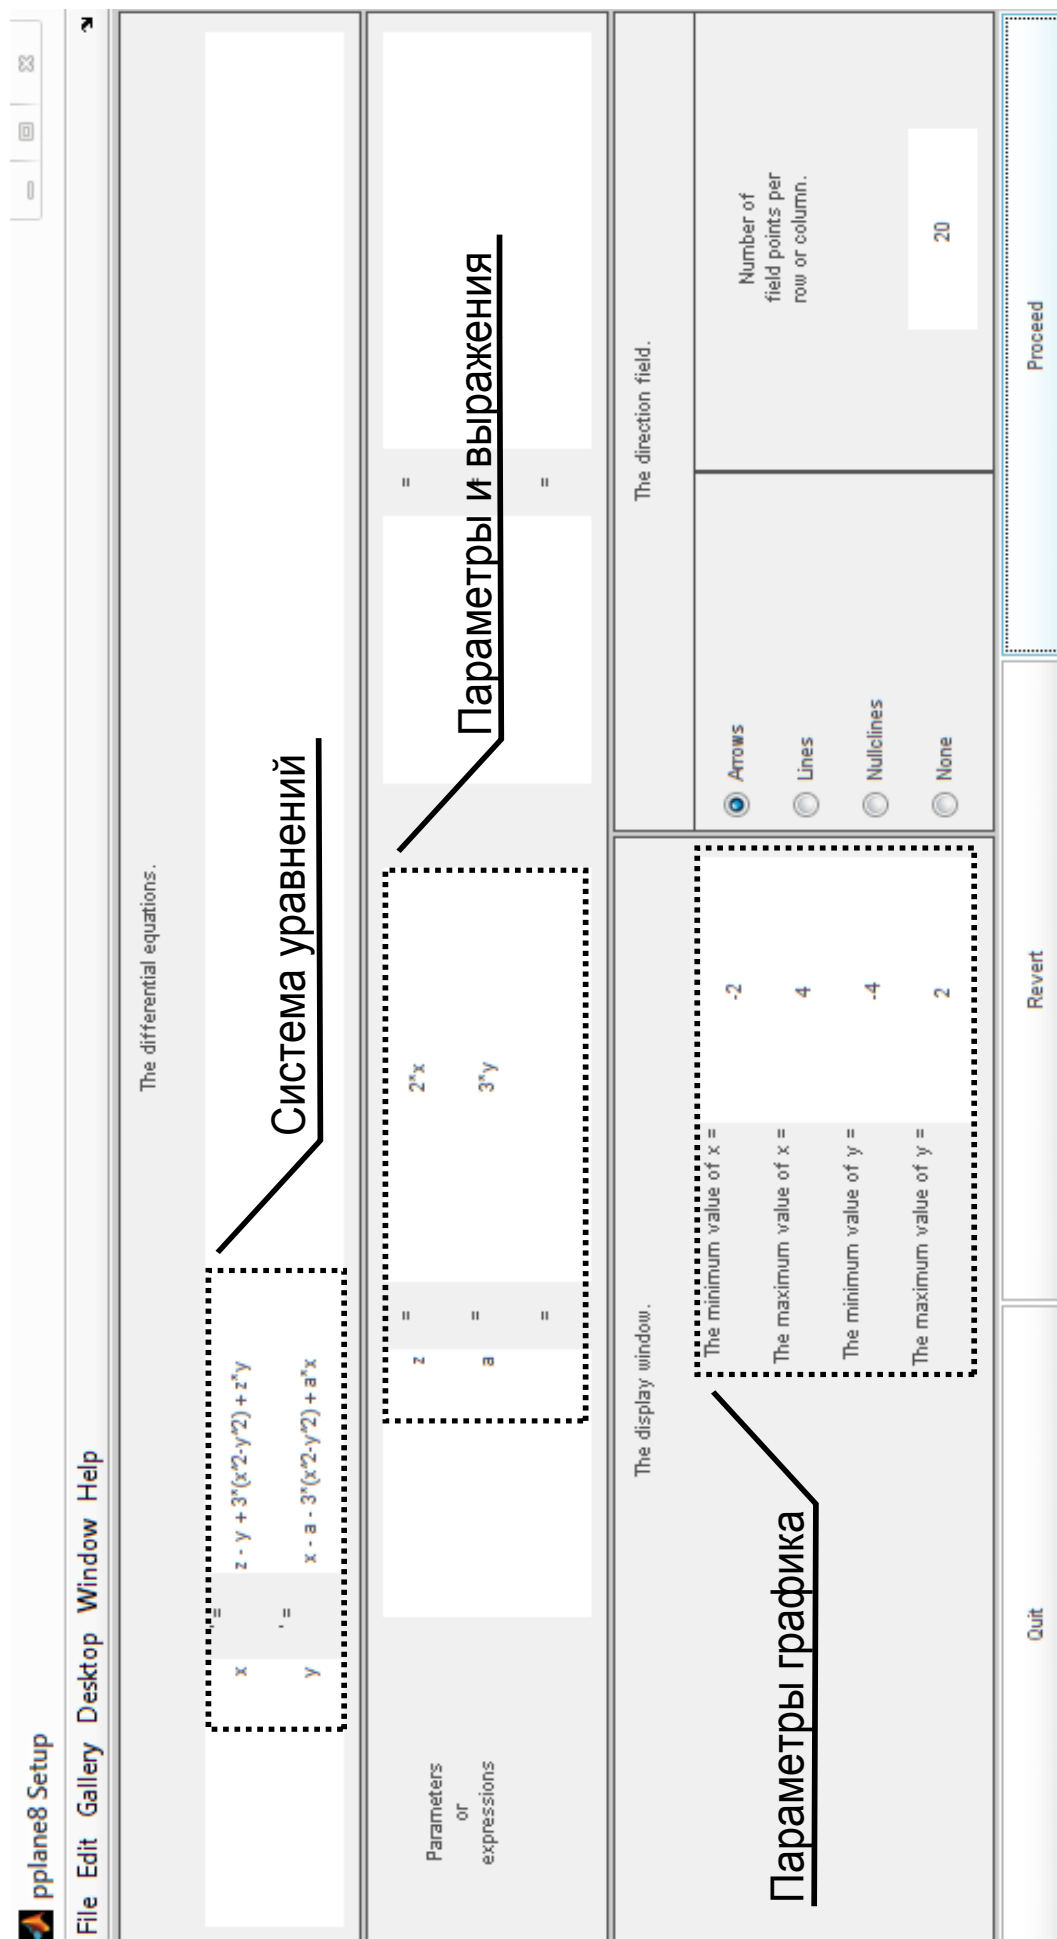 pplane8 Setup
File Edit Gallery Desktop Window Help
The differential equations.
x ' = z - y + 3*(x^2-y^2) + z*y
y ' = x - a - 3*(x^2-y^2) + a*x
Система уравнений
Parameters
or
expressions
z = 2*x =
a = 3*y =
= =
Параметры и выражения
The display window.
The minimum value of x = -2
The maximum value of x = 4
The minimum value of y = -4
The maximum value of y = 2
Параметры графика
The direction field.
Arrows
Lines
Nullclines
None
Number of
field points per
row or column.
20
Quit Revert Proceed